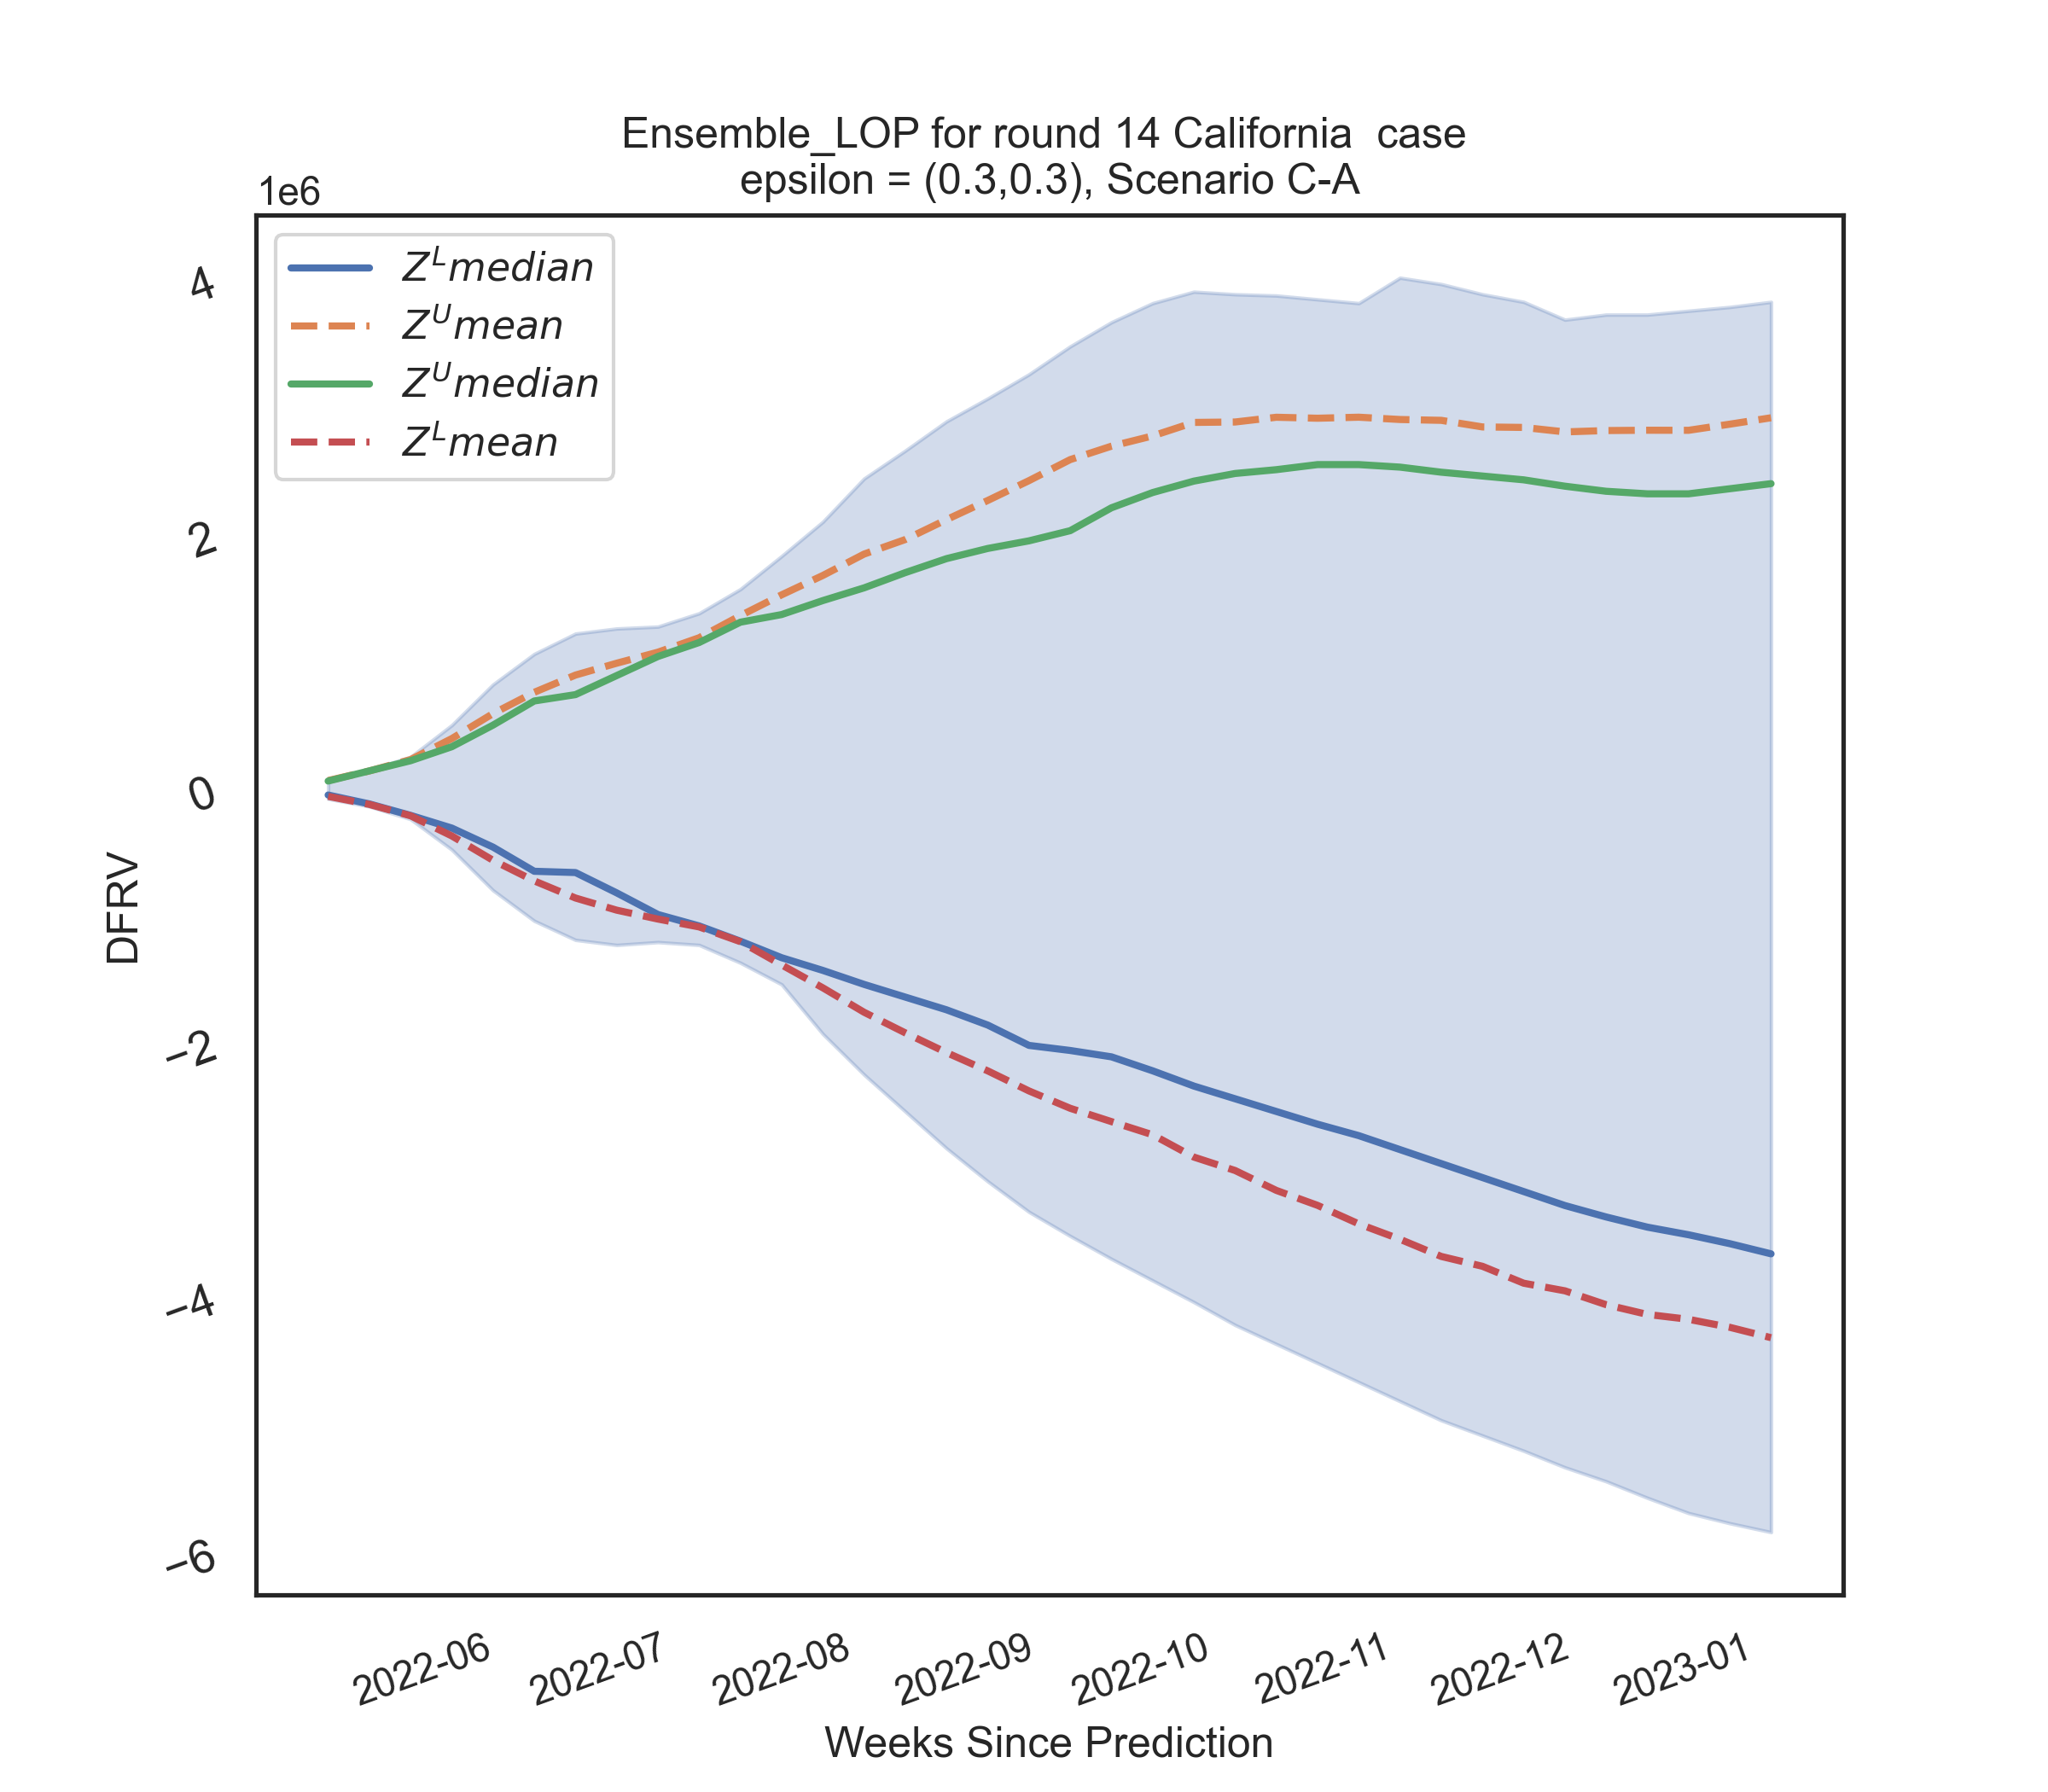 Ensemble_LOP for round 14 California  case
epsilon = (0.3,0.3), Scenario C-A
1e6
Z^L median
Z^U mean
Z^U median
Z^L mean
4
2
0
−2
−4
−6
DFRV
2022-06 2022-07 2022-08 2022-09 2022-10 2022-11 2022-12 2023-01
Weeks Since Prediction